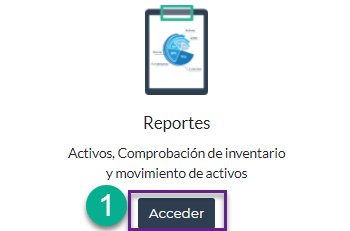 Reportes
Activos, Comprobación de inventario
y movimiento de activos
1
Acceder